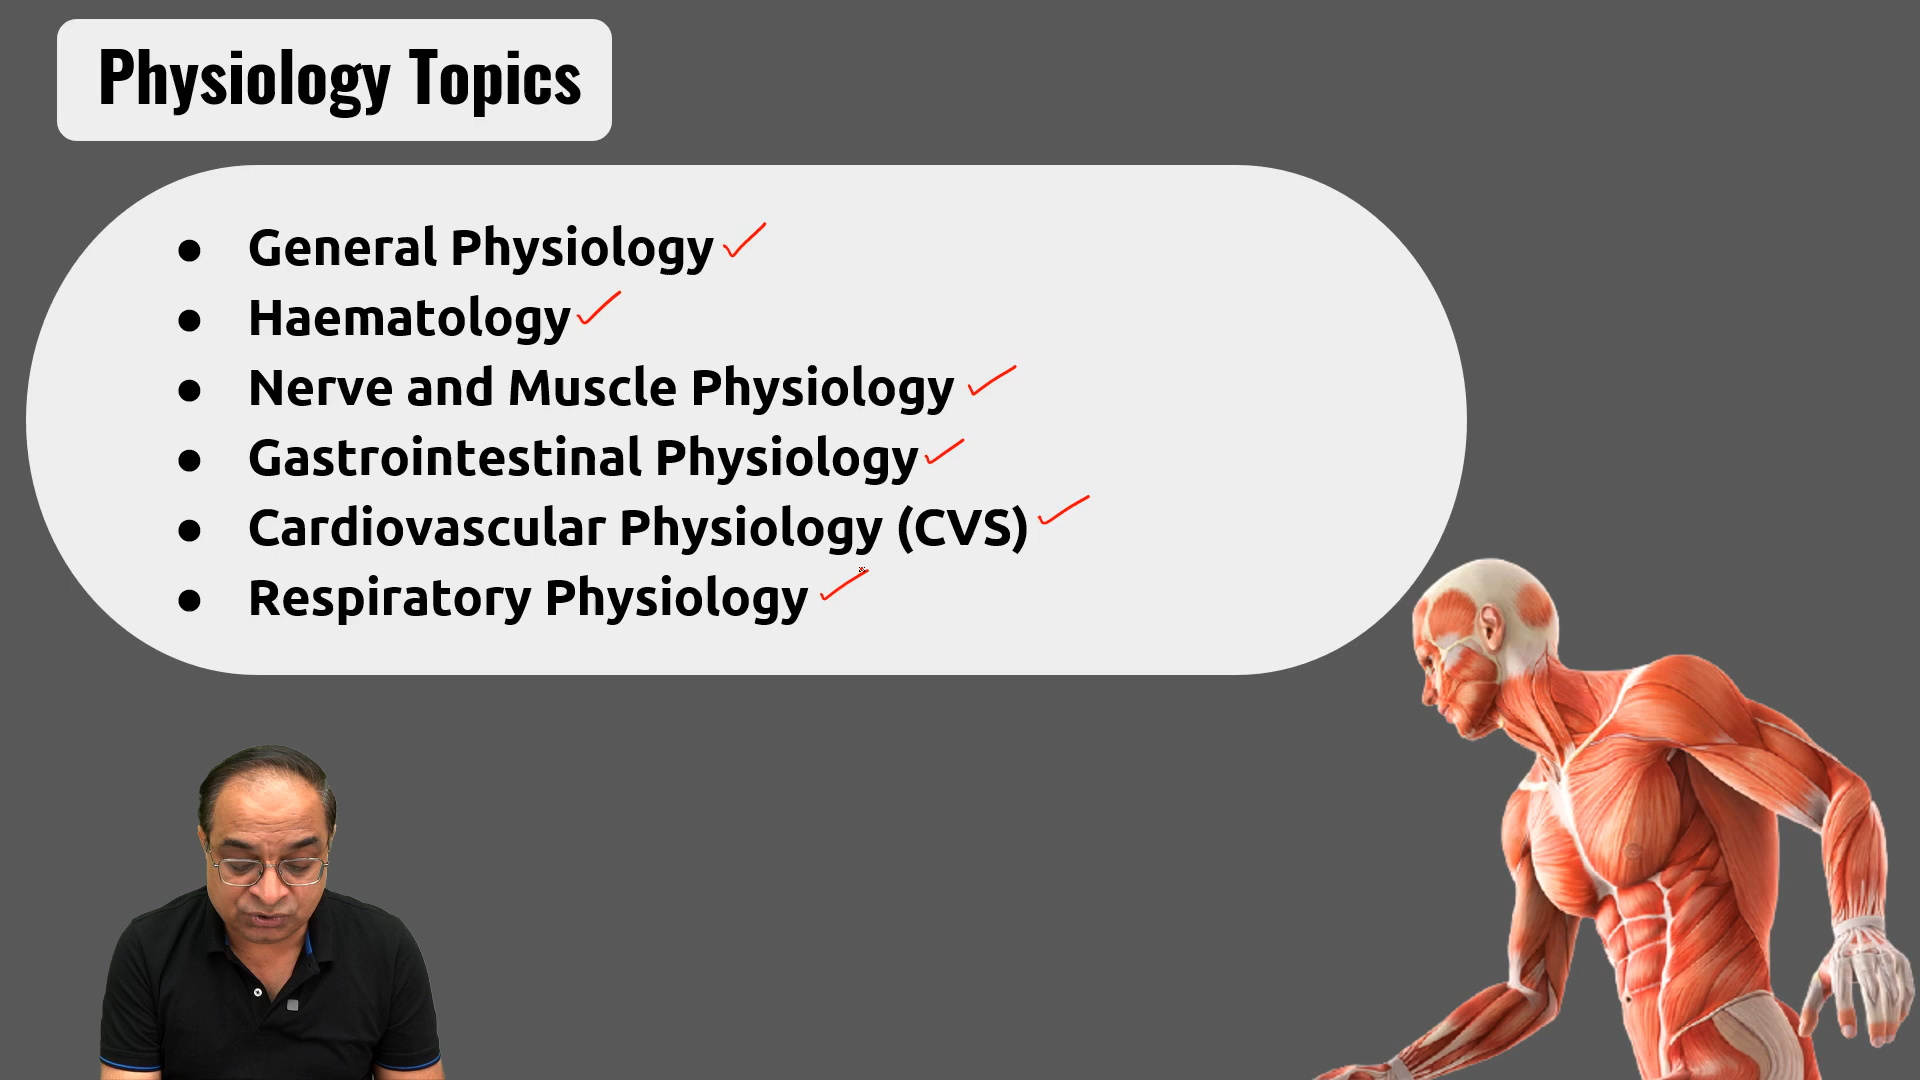 Physiology Topics
● General Physiology
● Haematology
● Nerve and Muscle Physiology
● Gastrointestinal Physiology
● Cardiovascular Physiology (CVS)
● Respiratory Physiology